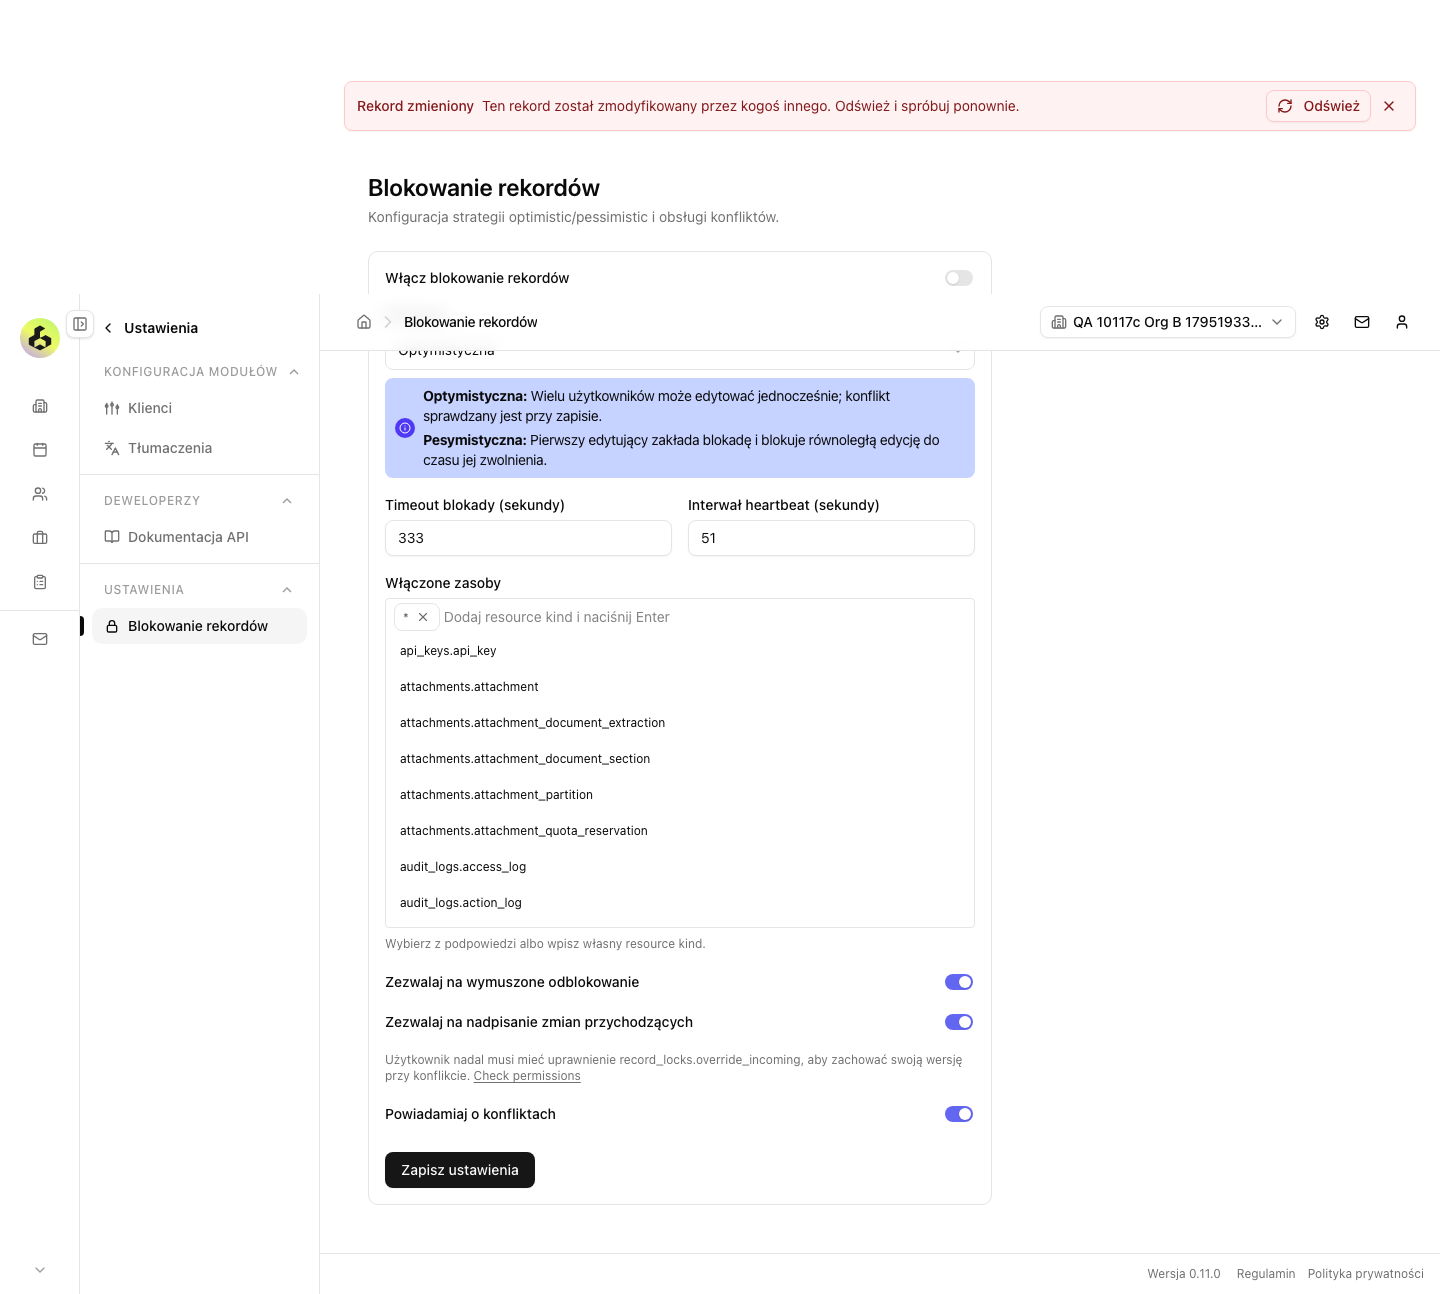 Rekord zmieniony Ten rekord został zmodyfikowany przez kogoś innego. Odśwież i spróbuj ponownie.
Odśwież
Blokowanie rekordów
Konfiguracja strategii optimistic/pessimistic i obsługi konfliktów.
Włącz blokowanie rekordów
Ustawienia
Blokowanie rekordów
QA 10117c Org B 17951933...
KONFIGURACJA MODUŁÓW
Klienci
Tłumaczenia
DEWELOPERZY
Dokumentacja API
USTAWIENIA
Blokowanie rekordów
Optymistyczna
Optymistyczna: Wielu użytkowników może edytować jednocześnie; konflikt
sprawdzany jest przy zapisie.
Pesymistyczna: Pierwszy edytujący zakłada blokadę i blokuje równoległą edycję do
czasu jej zwolnienia.
Timeout blokady (sekundy)
Interwał heartbeat (sekundy)
333
51
Włączone zasoby
* Dodaj resource kind i naciśnij Enter
api_keys.api_key
attachments.attachment
attachments.attachment_document_extraction
attachments.attachment_document_section
attachments.attachment_partition
attachments.attachment_quota_reservation
audit_logs.access_log
audit_logs.action_log
Wybierz z podpowiedzi albo wpisz własny resource kind.
Zezwalaj na wymuszone odblokowanie
Zezwalaj na nadpisanie zmian przychodzących
Użytkownik nadal musi mieć uprawnienie record_locks.override_incoming, aby zachować swoją wersję
przy konflikcie. Check permissions
Powiadamiaj o konfliktach
Zapisz ustawienia
Wersja 0.11.0
Regulamin
Polityka prywatności